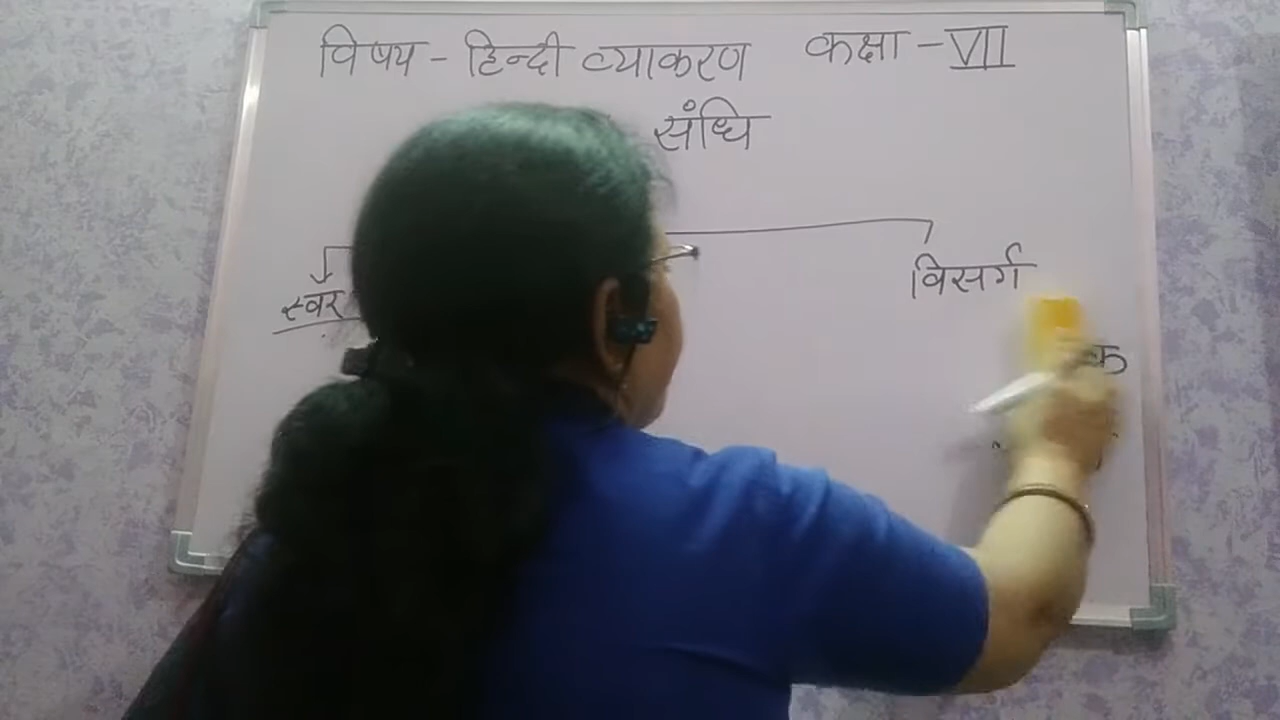 विषय - हिन्दी व्याकरण कक्षा - VII
संधि
स्वर विसर्ग